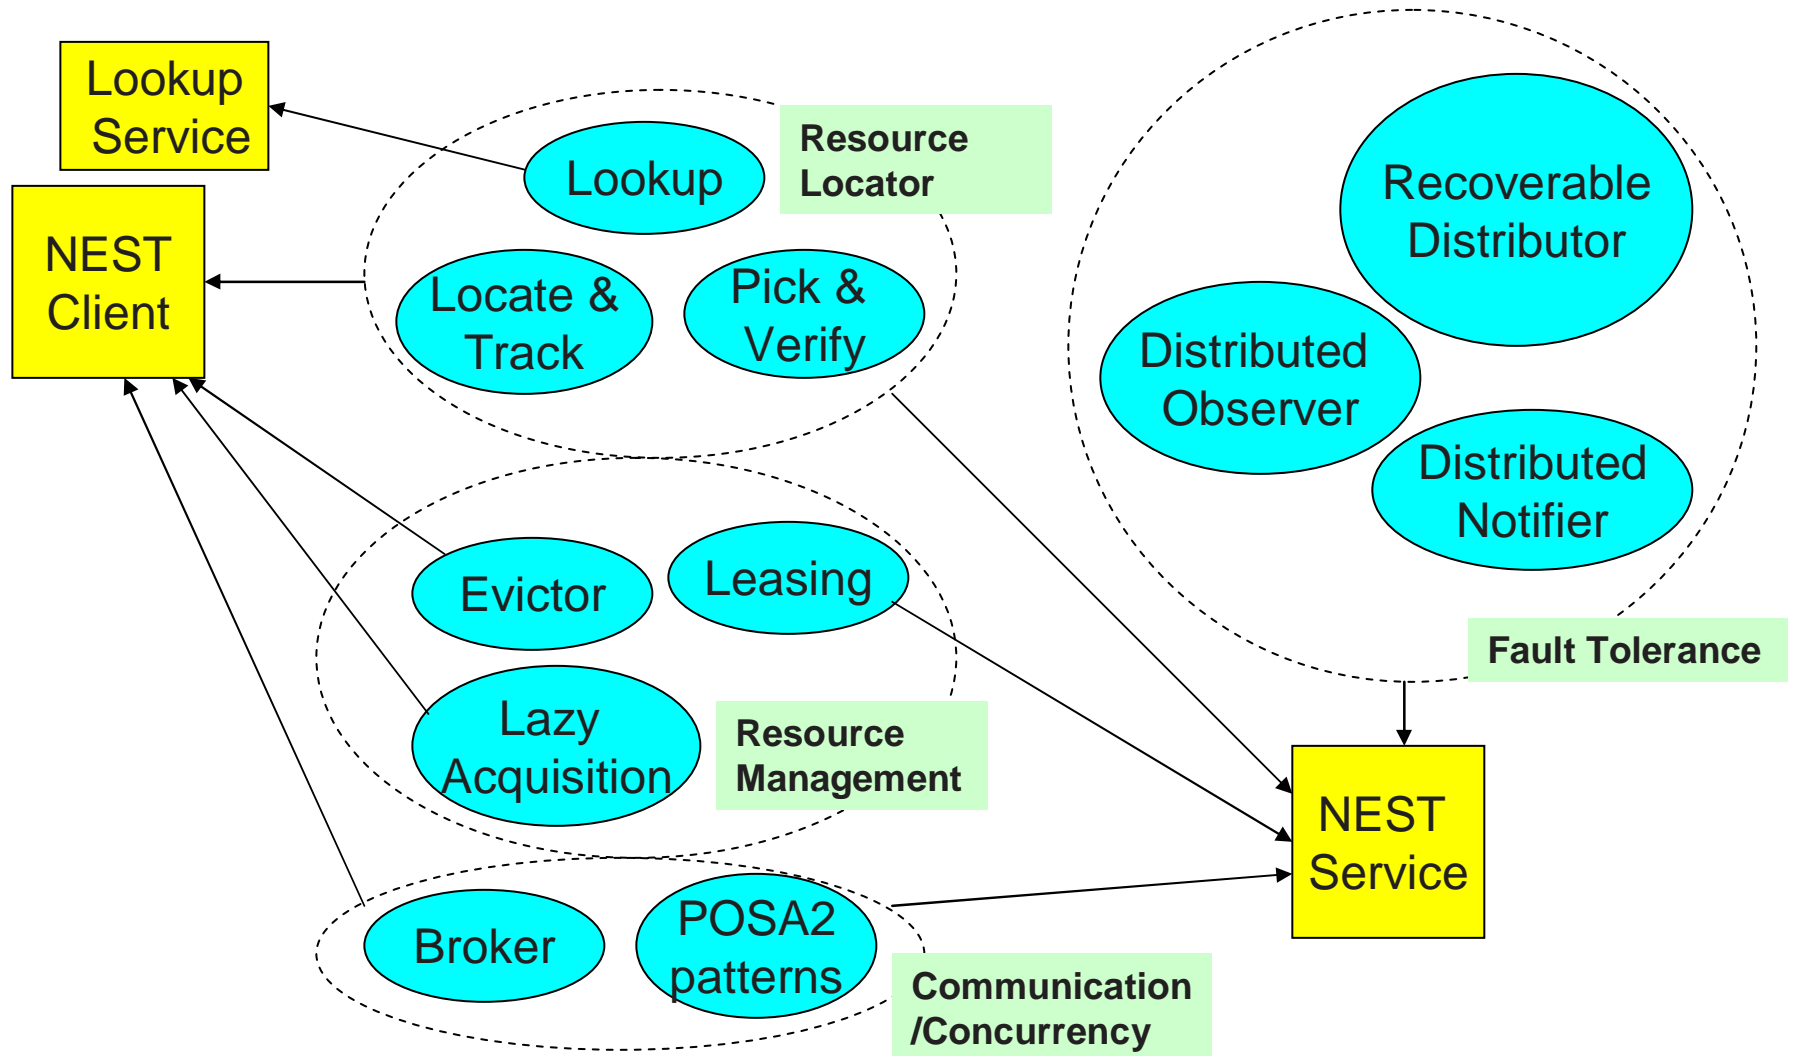 Lookup
Service
NEST
Client
Lookup
Resource
Locator
Locate &
Track
Pick &
Verify
Recoverable
Distributor
Distributed
Observer
Distributed
Notifier
Fault Tolerance
Evictor
Leasing
Lazy
Acquisition
Resource
Management
NEST
Service
Broker
POSA2
patterns
Communication
/Concurrency